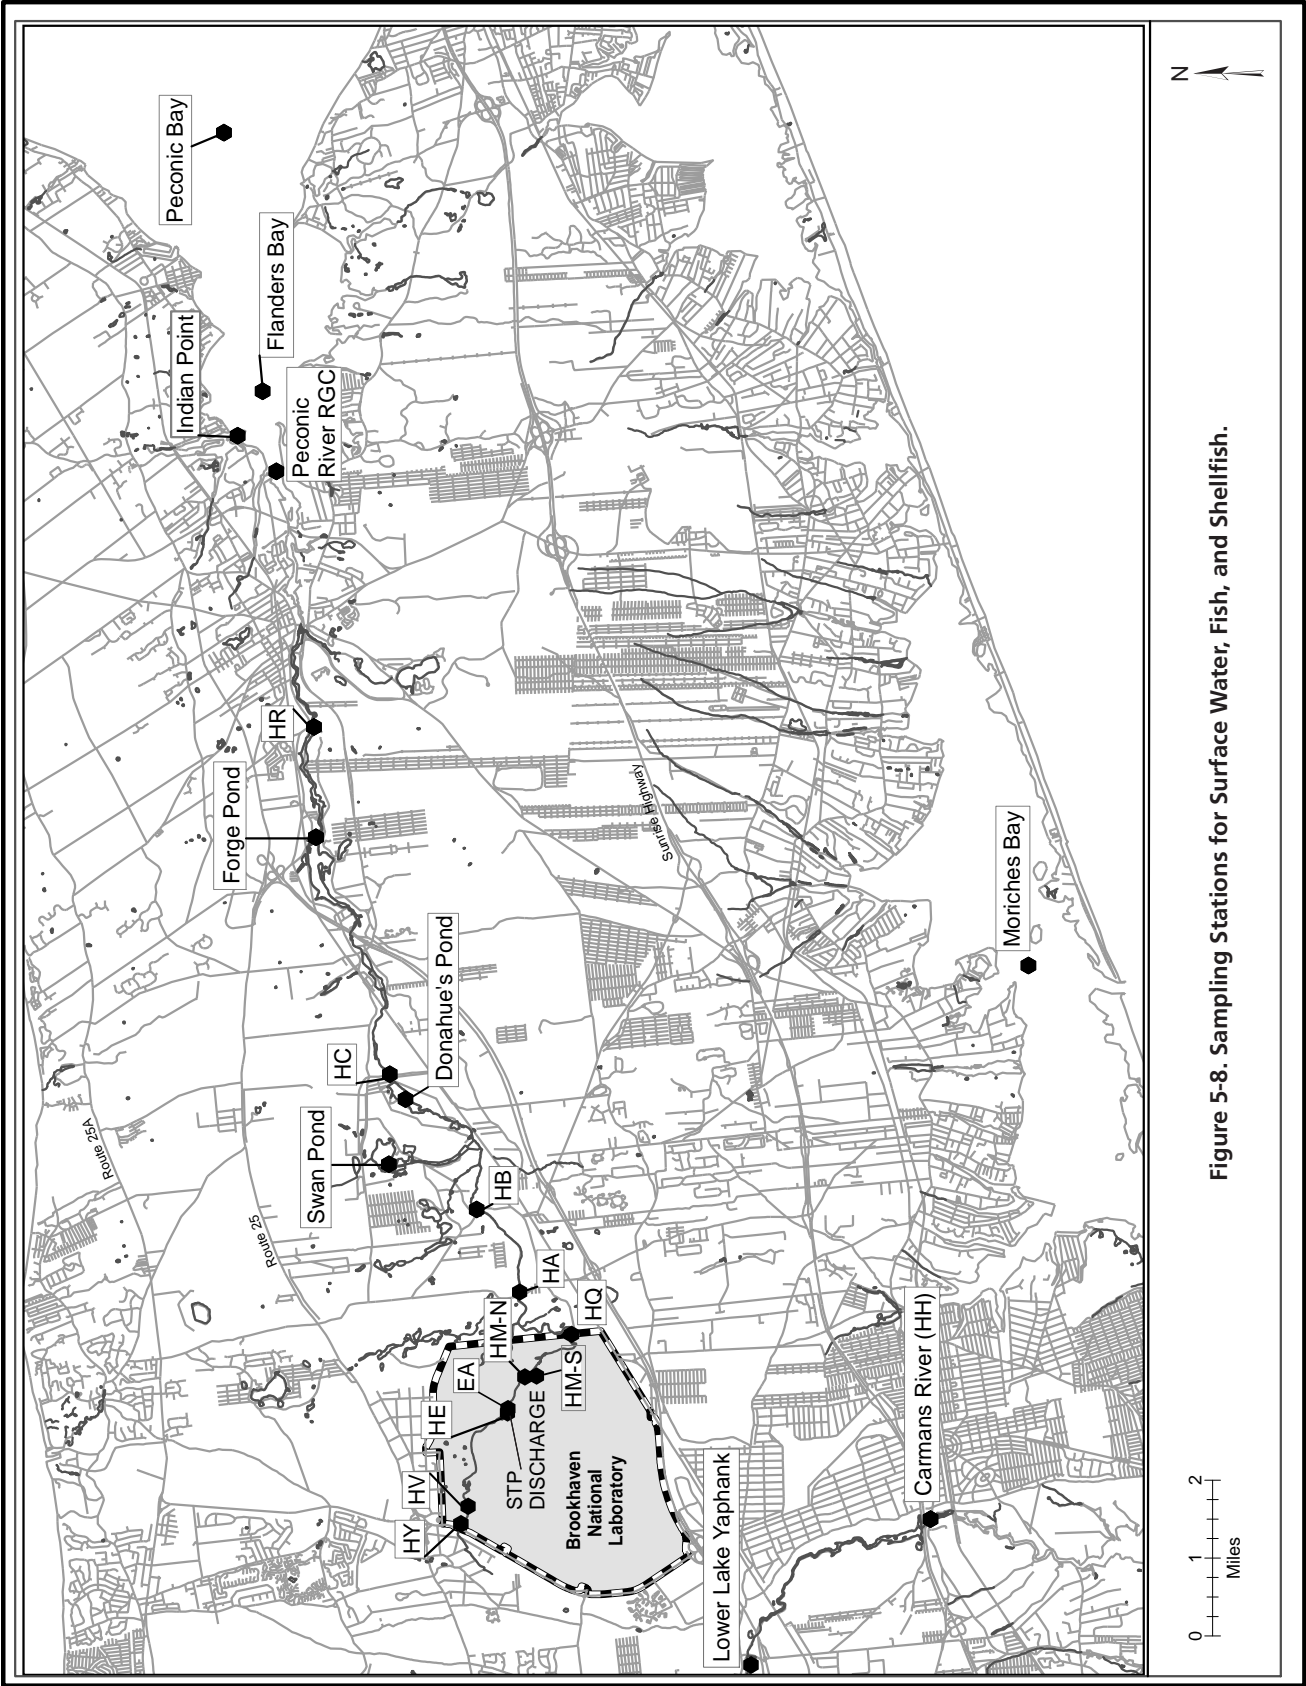 Peconic Bay
Flanders Bay
Indian Point
Peconic
River RGC
HR
Forge Pond
Donahue's Pond
HC
Swan Pond
HB
HA
HQ
HM-N
HM-S
EA
HE
STP
DISCHARGE
HV
HY
Brookhaven
National
Laboratory
Route 25A
Route 25
Sunrise Highway
Moriches Bay
Carmans River (HH)
Lower Lake Yaphank
N
0 1 2
Miles
Figure 5-8. Sampling Stations for Surface Water, Fish, and Shellfish.